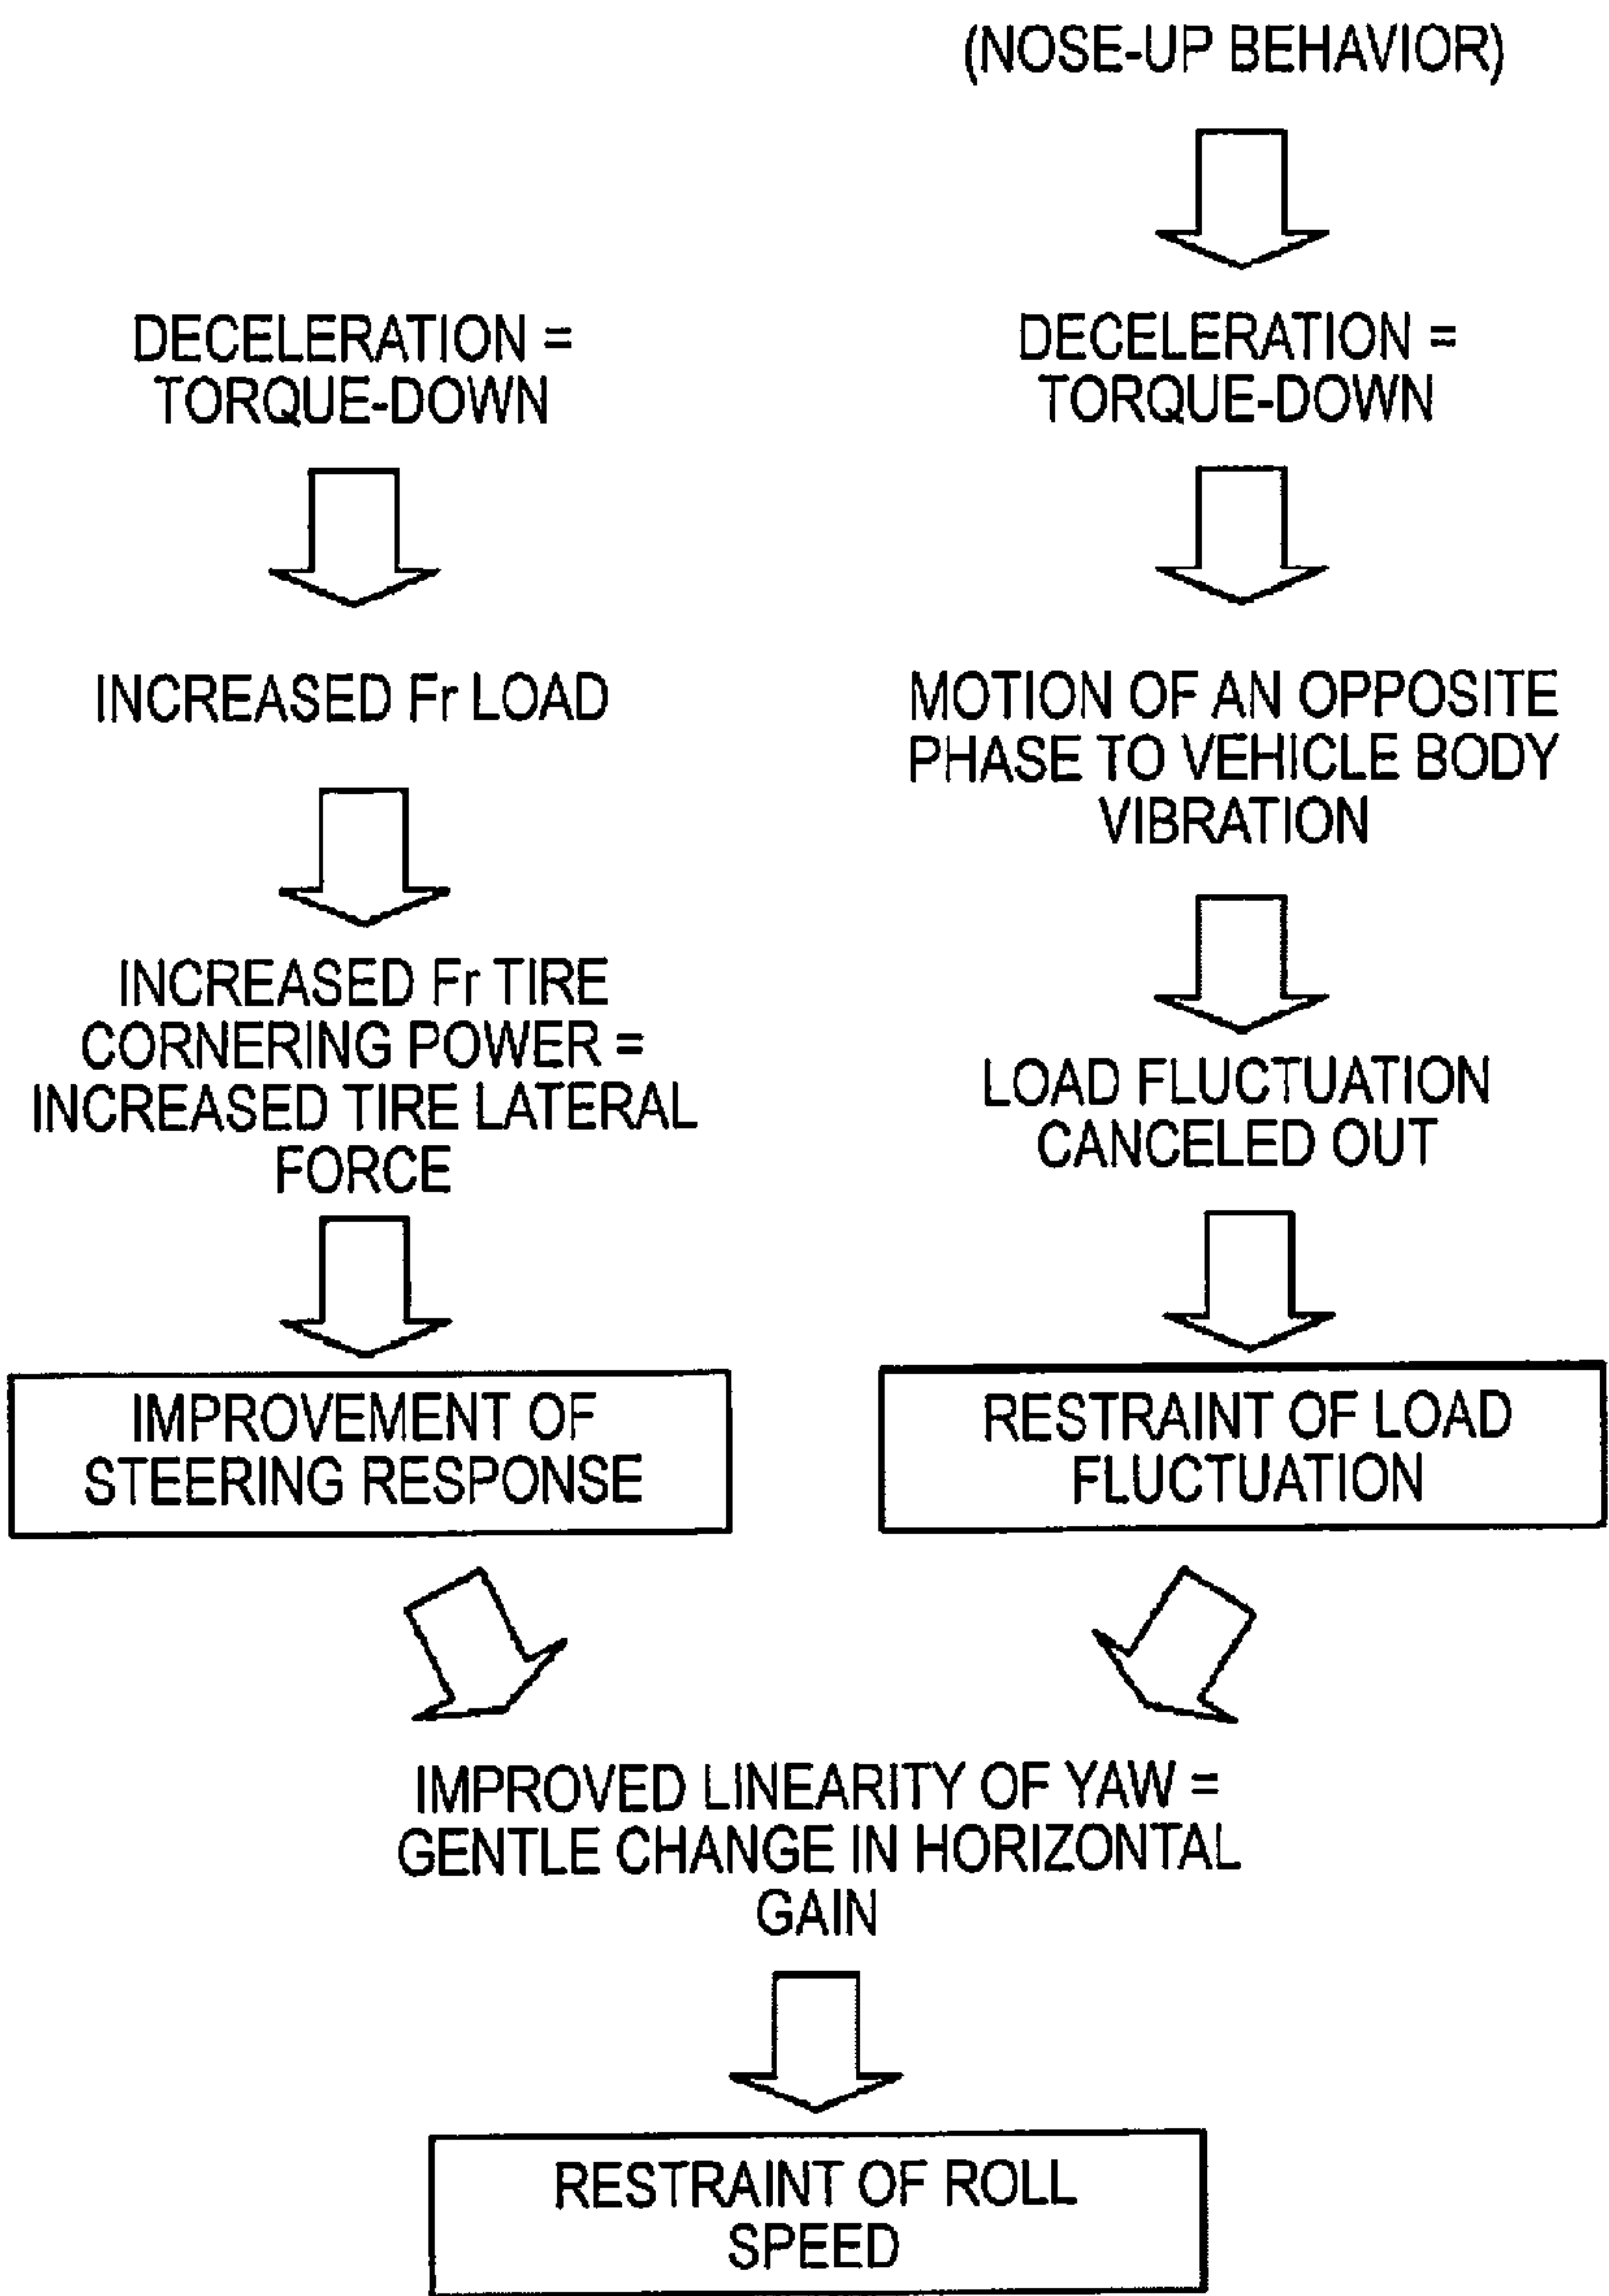 (NOSE-UP BEHAVIOR)
DECELERATION =
TORQUE-DOWN
INCREASED Fr LOAD
INCREASED Fr TIRE
CORNERING POWER =
INCREASED TIRE LATERAL
FORCE
IMPROVEMENT OF
STEERING RESPONSE
DECELERATION =
TORQUE-DOWN
MOTION OF AN OPPOSITE
PHASE TO VEHICLE BODY
VIBRATION
LOAD FLUCTUATION
CANCELED OUT
RESTRAINT OF LOAD
FLUCTUATION
IMPROVED LINEARITY OF YAW =
GENTLE CHANGE IN HORIZONTAL
GAIN
RESTRAINT OF ROLL
SPEED